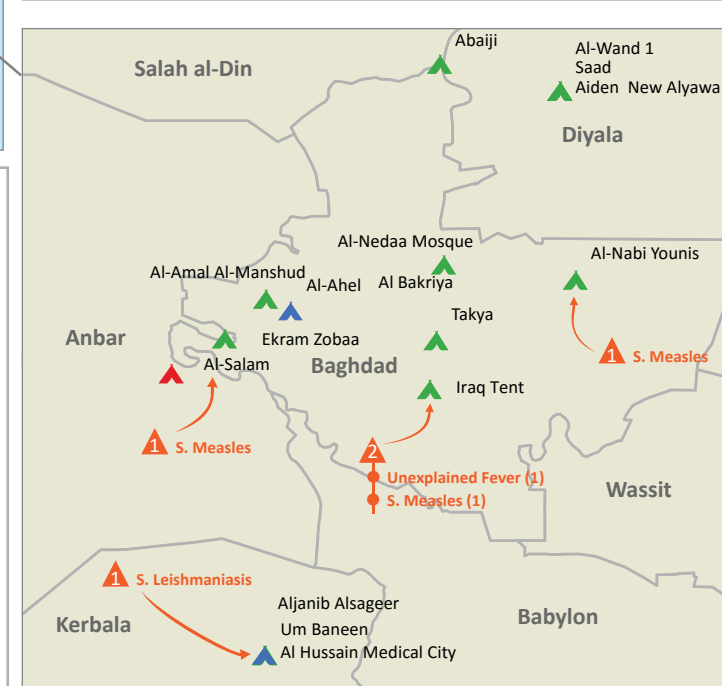 Abaiji
Salah al-Din
Al-Wand 1
Saad
Aiden New Alyawa
Diyala
Al-Nedaa Mosque
Al-Nabi Younis
Al-Amal Al-Manshud
Al-Ahel
Al Bakriya
Takya
Anbar
Ekram Zobaa
Baghdad
Al-Salam
S. Measles
Iraq Tent
1
1
S. Measles
2
Unexplained Fever (1)
S. Measles (1)
Wassit
1
S. Leishmaniasis
Aljanib Alsageer
Kerbala
Um Baneen
Babylon
Al Hussain Medical City